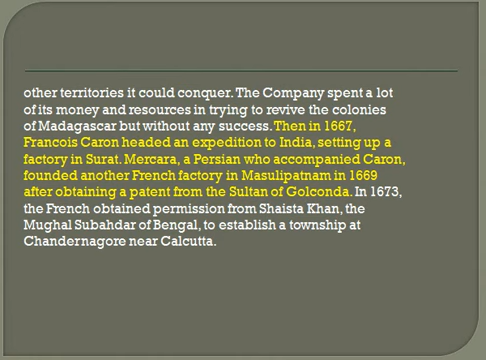 other territories it could conquer. The Company spent a lot
of its money and resources in trying to revive the colonies
of Madagascar but without any success. Then in 1667,
Francois Caron headed an expedition to India, setting up a
factory in Surat. Mercara, a Persian who accompanied Caron,
founded another French factory in Masulipatnam in 1669
after obtaining a patent from the Sultan of Golconda. In 1673,
the French obtained permission from Shaista Khan, the
Mughal Subahdar of Bengal, to establish a township at
Chandernagore near Calcutta.